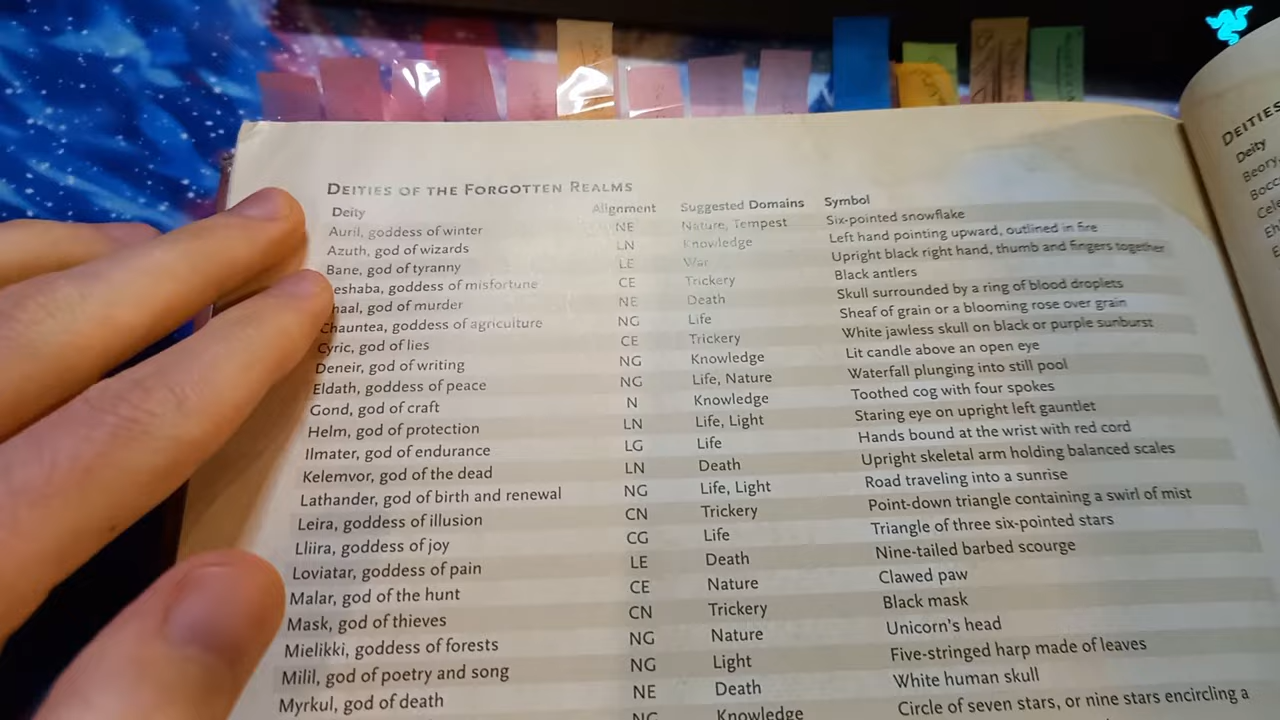 DEITIES OF THE FORGOTTEN REALMS
Deity Alignment Suggested Domains Symbol
Auril, goddess of winter NE Nature, Tempest Six-pointed snowflake
Azuth, god of wizards LN Knowledge Left hand pointing upward, outlined in fire
Bane, god of tyranny LE War Upright black right hand, thumb and fingers together
eshaba, goddess of misfortune CE Trickery Black antlers
haal, god of murder NE Death Skull surrounded by a ring of blood droplets
Chauntea, goddess of agriculture NG Life Sheaf of grain or a blooming rose over grain
Cyric, god of lies CE Trickery White jawless skull on black or purple sunburst
Deneir, god of writing NG Knowledge Lit candle above an open eye
Eldath, goddess of peace NG Life, Nature Waterfall plunging into still pool
Gond, god of craft N Knowledge Toothed cog with four spokes
Helm, god of protection LN Life, Light Staring eye on upright left gauntlet
Ilmater, god of endurance LG Life Hands bound at the wrist with red cord
Kelemvor, god of the dead LN Death Upright skeletal arm holding balanced scales
Lathander, god of birth and renewal NG Life, Light Road traveling into a sunrise
Leira, goddess of illusion CN Trickery Point-down triangle containing a swirl of mist
Lliira, goddess of joy CG Life Triangle of three six-pointed stars
Loviatar, goddess of pain LE Death Nine-tailed barbed scourge
Malar, god of the hunt CE Nature Clawed paw
Mask, god of thieves CN Trickery Black mask
Mielikki, goddess of forests NG Nature Unicorn's head
Milil, god of poetry and song NG Light Five-stringed harp made of leaves
Myrkul, god of death NE Death White human skull
NG Knowledge Circle of seven stars, or nine stars encircling a
DEITIES
Deity
Beory,
Bocc
Cele
Eh